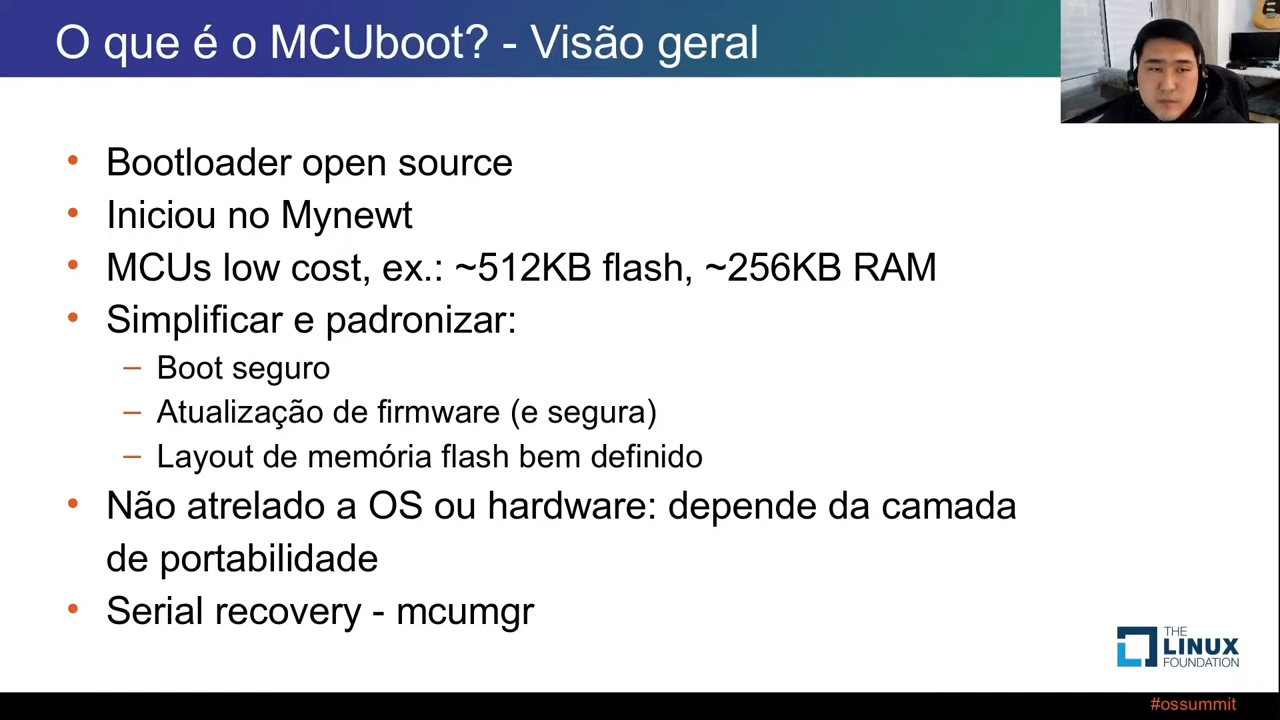 O que é o MCUboot? - Visão geral
• Bootloader open source
• Iniciou no Mynewt
• MCUs low cost, ex.: ~512KB flash, ~256KB RAM
• Simplificar e padronizar:
– Boot seguro
– Atualização de firmware (e segura)
– Layout de memória flash bem definido
• Não atrelado a OS ou hardware: depende da camada
de portabilidade
• Serial recovery - mcumgr
THE
LINUX
FOUNDATION
#ossummit